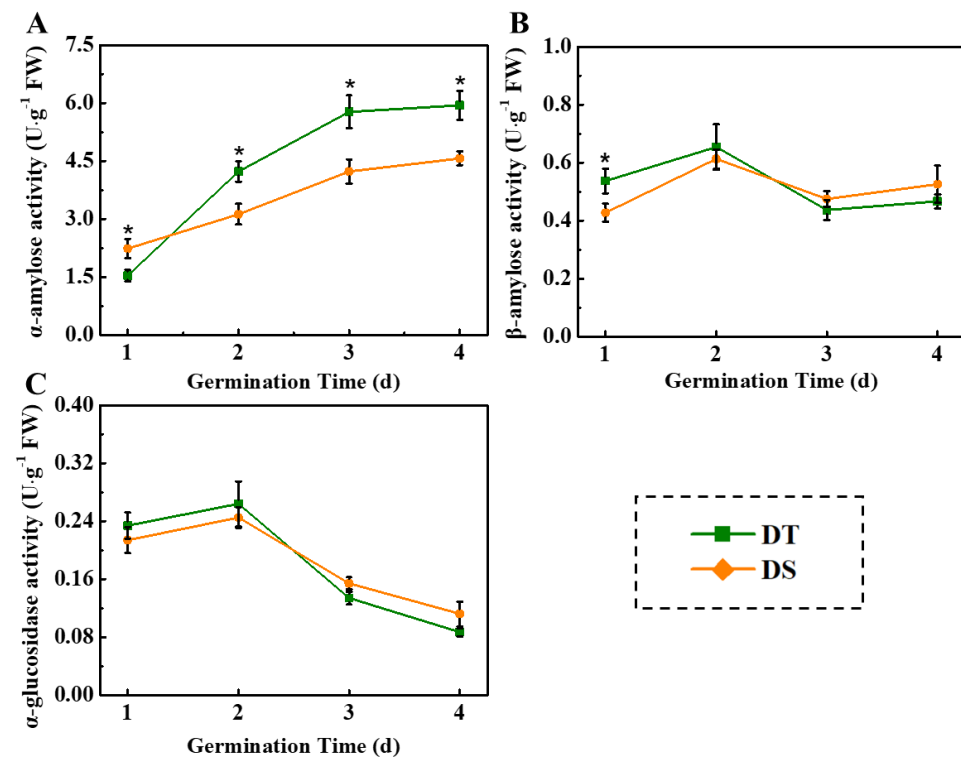 A
α-amylose activity (U·g⁻¹ FW)
7.5
6.0
4.5
3.0
1.5
0.0
*
*
*
*
1 2 3 4
Germination Time (d)
B
β-amylose activity (U·g⁻¹ FW)
1.0
0.8
0.6
0.4
0.2
0.0
*
1 2 3 4
Germination Time (d)
C
α-glucosidase activity (U·g⁻¹ FW)
0.40
0.32
0.24
0.16
0.08
0.00
1 2 3 4
Germination Time (d)
DT
DS